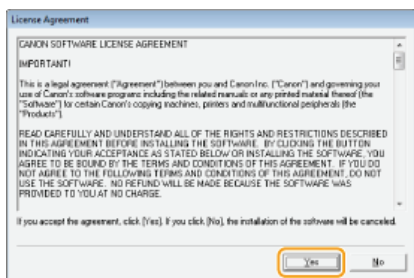 License Agreement
CANON SOFTWARE LICENSE AGREEMENT
IMPORTANT!
This is a legal agreement ("Agreement") between you and Canon Inc. ("Canon") and governing your
use of Canon's software programs including the related manuals or any printed material thereof (the
"Software") for certain Canon's copying machines, printers and multifunctional peripherals (the
"Products").
READ CAREFULLY AND UNDERSTAND ALL OF THE RIGHTS AND RESTRICTIONS DESCRIBED
IN THIS AGREEMENT BEFORE INSTALLING THE SOFTWARE. BY CLICKING THE BUTTON
INDICATING YOUR ACCEPTANCE AS STATED BELOW OR INSTALLING THE SOFTWARE, YOU
AGREE TO BE BOUND BY THE TERMS AND CONDITIONS OF THIS AGREEMENT. IF YOU DO
NOT AGREE TO THE FOLLOWING TERMS AND CONDITIONS OF THIS AGREEMENT, DO NOT
USE THE SOFTWARE. NO REFUND WILL BE MADE BECAUSE THE SOFTWARE WAS
PROVIDED TO YOU AT NO CHARGE.
If you accept the agreement, click [Yes]. If you click [No], the installation of the software will be canceled.
Yes No